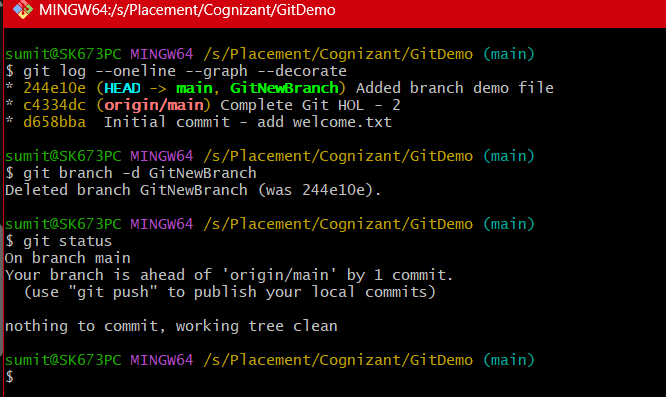 MINGW64:/s/Placement/Cognizant/GitDemo
sumit@SK673PC MINGW64 /s/Placement/Cognizant/GitDemo (main)
$ git log --oneline --graph --decorate
* 244e10e (HEAD -> main, GitNewBranch) Added branch demo file
* c4334dc (origin/main) Complete Git HOL - 2
* d658bba  Initial commit - add welcome.txt
sumit@SK673PC MINGW64 /s/Placement/Cognizant/GitDemo (main)
$ git branch -d GitNewBranch
Deleted branch GitNewBranch (was 244e10e).
sumit@SK673PC MINGW64 /s/Placement/Cognizant/GitDemo (main)
$ git status
On branch main
Your branch is ahead of 'origin/main' by 1 commit.
  (use "git push" to publish your local commits)
nothing to commit, working tree clean
sumit@SK673PC MINGW64 /s/Placement/Cognizant/GitDemo (main)
$